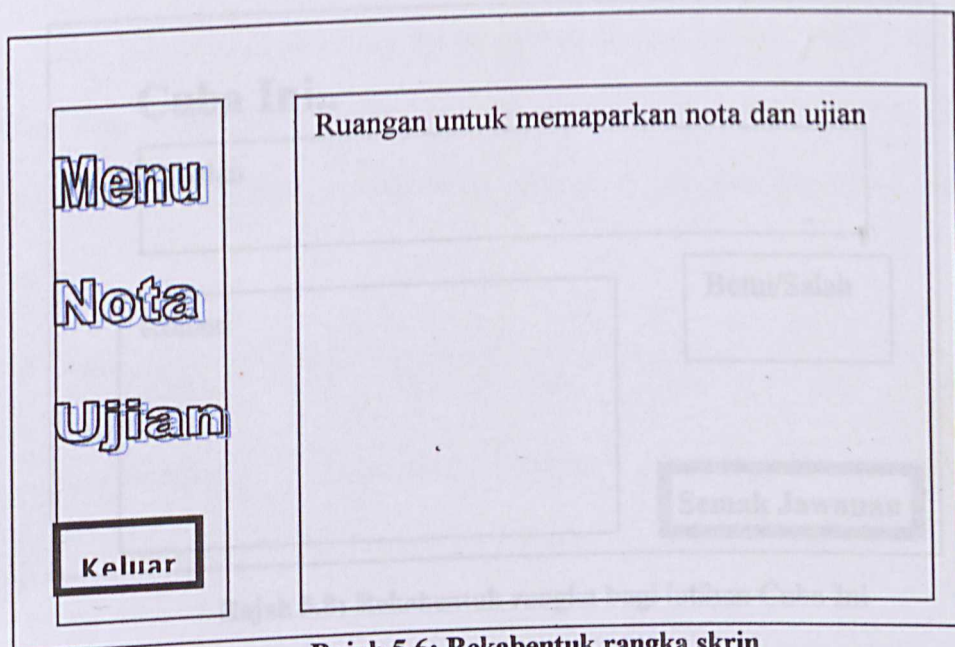 Ruangan untuk memaparkan nota dan ujian
Menu
Nota
Ujian
Keluar
Rajah 5.6: Rekabentuk rangka skrin